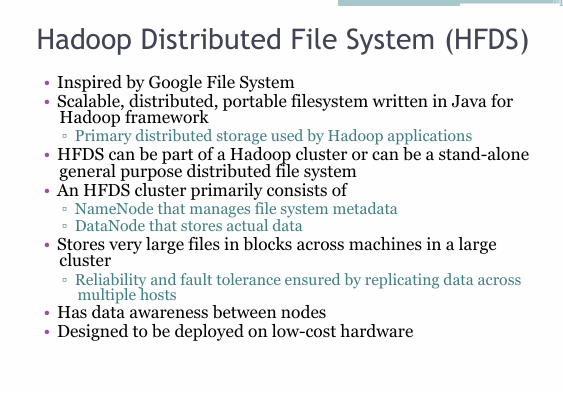 Hadoop Distributed File System (HFDS)
• Inspired by Google File System
• Scalable, distributed, portable filesystem written in Java for
Hadoop framework
▫ Primary distributed storage used by Hadoop applications
• HFDS can be part of a Hadoop cluster or can be a stand-alone
general purpose distributed file system
• An HFDS cluster primarily consists of
▫ NameNode that manages file system metadata
▫ DataNode that stores actual data
• Stores very large files in blocks across machines in a large
cluster
▫ Reliability and fault tolerance ensured by replicating data across
multiple hosts
• Has data awareness between nodes
• Designed to be deployed on low-cost hardware